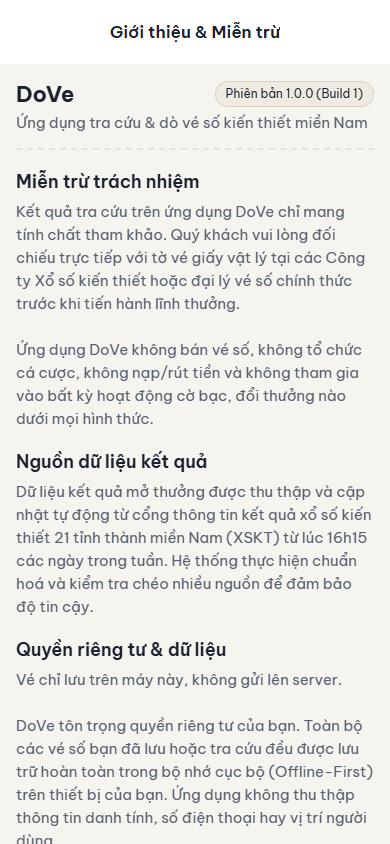 Giới thiệu & Miễn trừ
DoVe
Phiên bản 1.0.0 (Build 1)
Ứng dụng tra cứu & dò vé số kiến thiết miền Nam
Miễn trừ trách nhiệm
Kết quả tra cứu trên ứng dụng DoVe chỉ mang
tính chất tham khảo. Quý khách vui lòng đối
chiếu trực tiếp với tờ vé giấy vật lý tại các Công
ty Xổ số kiến thiết hoặc đại lý vé số chính thức
trước khi tiến hành lĩnh thưởng.
Ứng dụng DoVe không bán vé số, không tổ chức
cá cược, không nạp/rút tiền và không tham gia
vào bất kỳ hoạt động cờ bạc, đổi thưởng nào
dưới mọi hình thức.
Nguồn dữ liệu kết quả
Dữ liệu kết quả mở thưởng được thu thập và cập
nhật tự động từ cổng thông tin kết quả xổ số kiến
thiết 21 tỉnh thành miền Nam (XSKT) từ lúc 16h15
các ngày trong tuần. Hệ thống thực hiện chuẩn
hoá và kiểm tra chéo nhiều nguồn để đảm bảo
độ tin cậy.
Quyền riêng tư & dữ liệu
Vé chỉ lưu trên máy này, không gửi lên server.
DoVe tôn trọng quyền riêng tư của bạn. Toàn bộ
các vé số bạn đã lưu hoặc tra cứu đều được lưu
trữ hoàn toàn trong bộ nhớ cục bộ (Offline-First)
trên thiết bị của bạn. Ứng dụng không thu thập
thông tin danh tính, số điện thoại hay vị trí người
dùng.